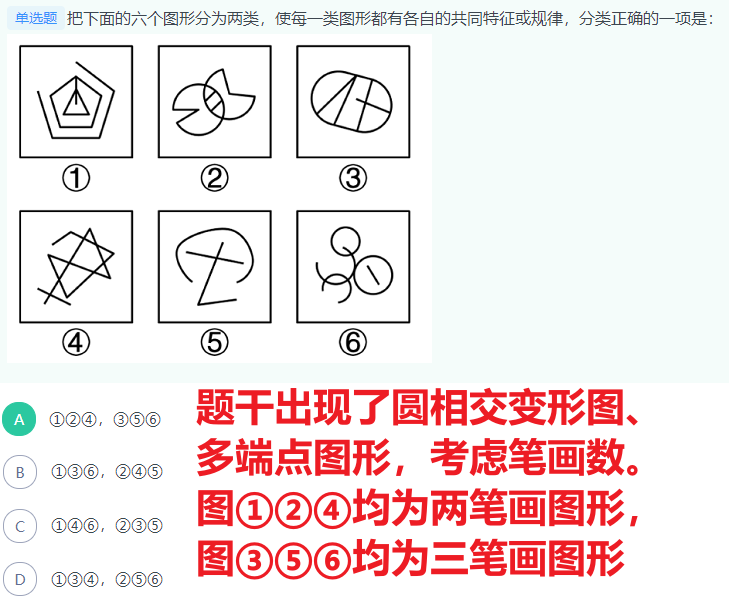 单选题 把下面的六个图形分为两类，使每一类图形都有各自的共同特征或规律，分类正确的一项是：
① ② ③
④ ⑤ ⑥
A ①②④，③⑤⑥
B ①③⑥，②④⑤
C ①④⑥，②③⑤
D ①③④，②⑤⑥
题干出现了圆相交变形图、
多端点图形，考虑笔画数。
图①②④均为两笔画图形，
图③⑤⑥均为三笔画图形